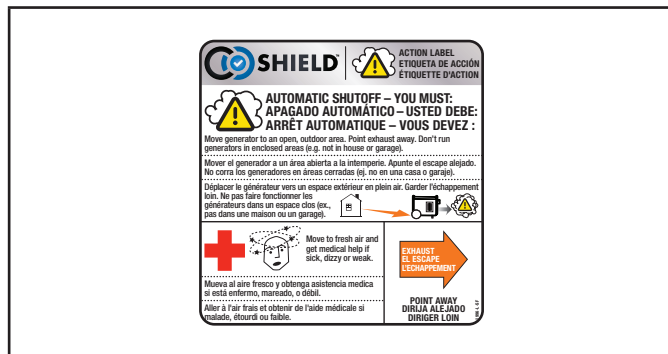 CO SHIELD™
ACTION LABEL
ETIQUETA DE ACCIÓN
ÉTIQUETTE D'ACTION
AUTOMATIC SHUTOFF – YOU MUST:
APAGADO AUTOMÁTICO – USTED DEBE:
ARRÊT AUTOMATIQUE – VOUS DEVEZ :
Move generator to an open, outdoor area. Point exhaust away. Don't run
generators in enclosed areas (e.g. not in house or garage).
Mover el generador a un área abierta a la intemperie. Apunte el escape alejado.
No corra los generadores en áreas cerradas (ej. no en una casa o garaje).
Déplacer le générateur vers un espace extérieur en plein air. Garder l'échappement
loin. Ne pas faire fonctionner les
générateurs dans un espace clos (ex.,
pas dans une maison ou un garage).
Move to fresh air and
get medical help if
sick, dizzy or weak.
Mueva al aire fresco y obtenga asistencia medica
si está enfermo, mareado, o débil.
Aller à l'air frais et obtenir de l'aide médicale si
malade, étourdi ou faible.
EXHAUST
EL ESCAPE
L'ECHAPPEMENT
POINT AWAY
DIRIJA ALEJADO
DIRIGER LOIN